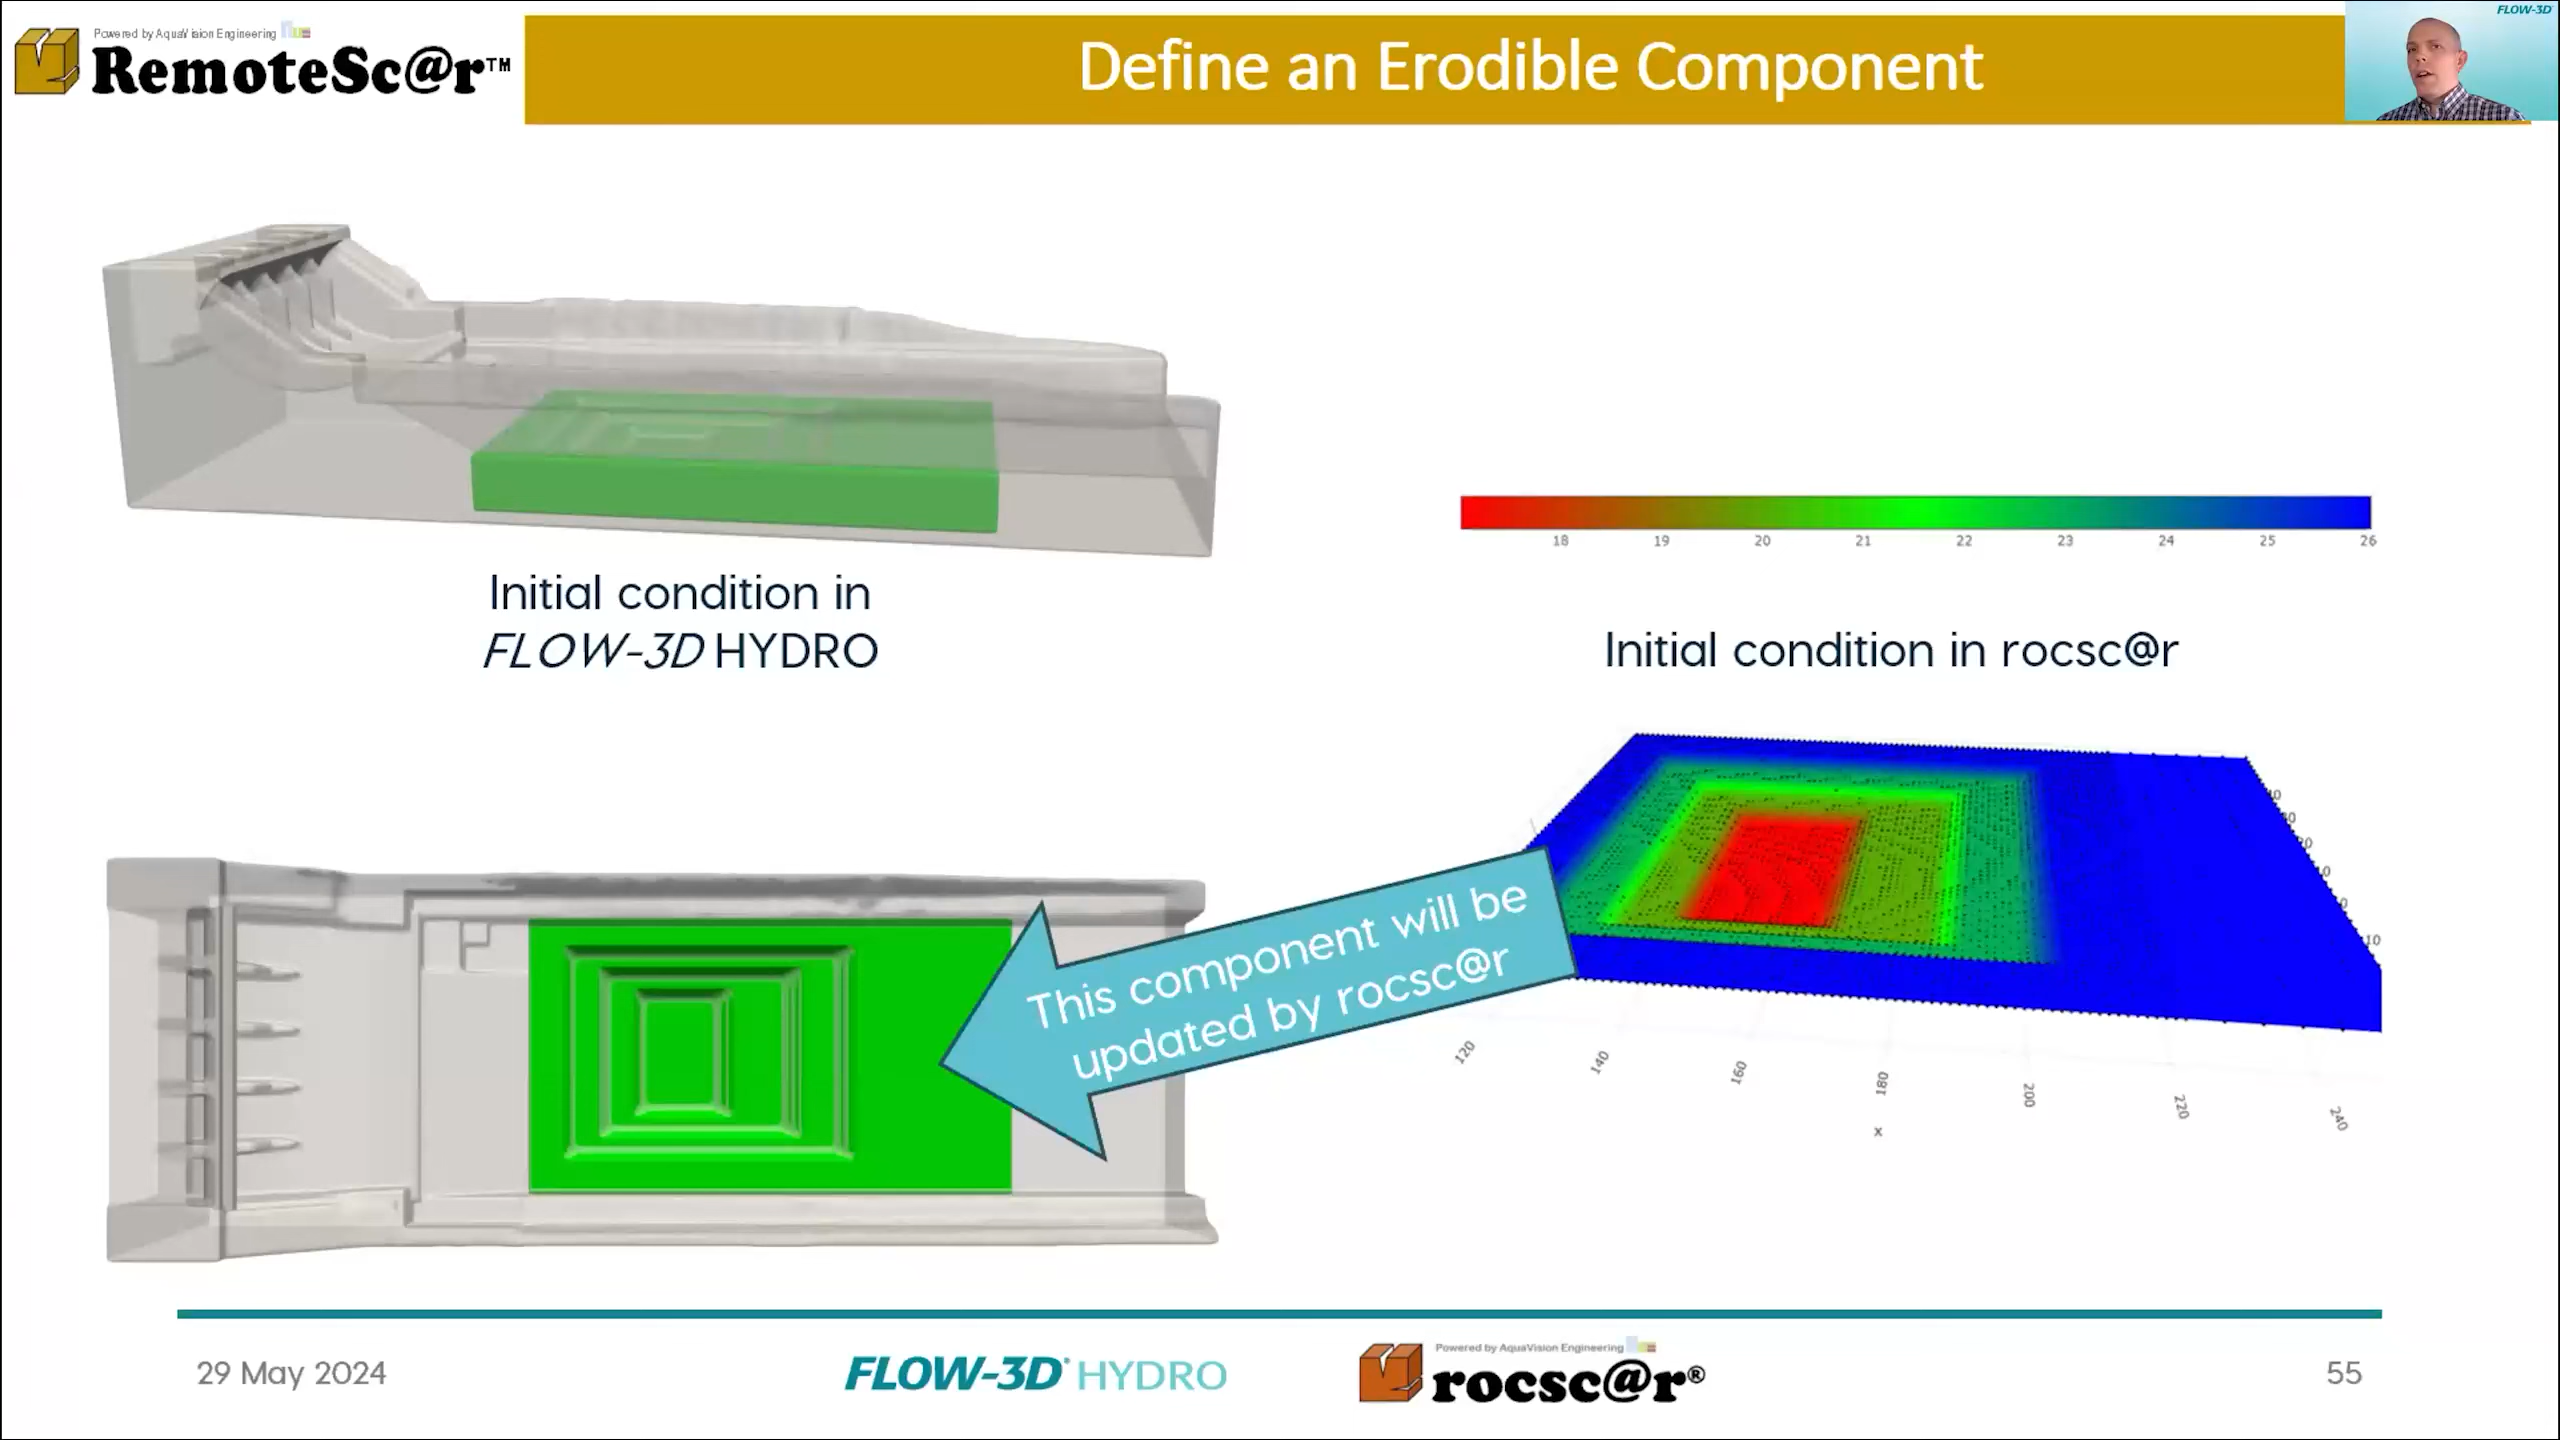 Powered by AquaVision Engineering
RemoteSc@r™
Define an Erodible Component
FLOW-3D
18 19 20 21 22 23 24 25 26
Initial condition in
FLOW-3D HYDRO
Initial condition in rocsc@r
This component will be
updated by rocsc@r
10
120 140 160 180 200 220 240
x
29 May 2024
FLOW-3D® HYDRO
Powered by AquaVision Engineering
rocsc@r®
55